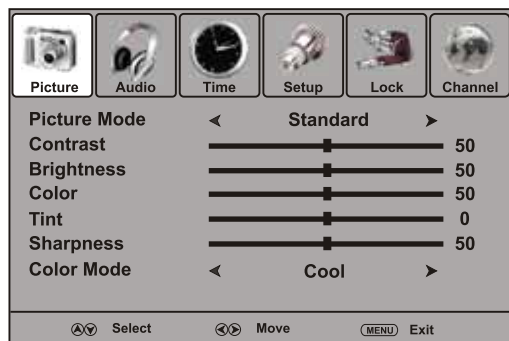 Picture Audio Time Setup Lock Channel
Picture Mode Standard
Contrast 50
Brightness 50
Color 50
Tint 0
Sharpness 50
Color Mode Cool
Select Move MENU Exit